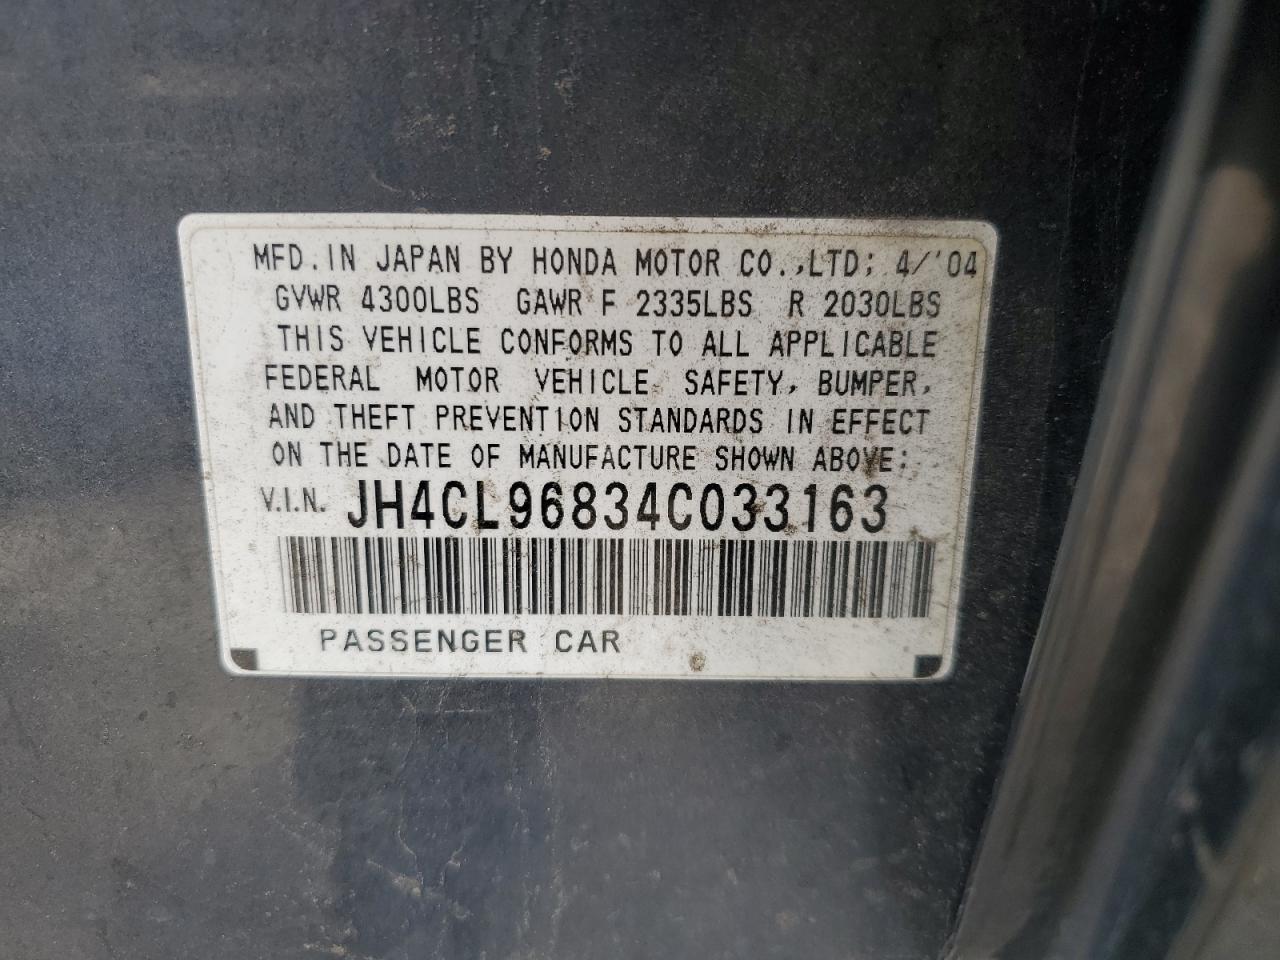 MFD. IN JAPAN BY HONDA MOTOR CO.,LTD; 4/'04
GVWR 4300LBS GAWR F 2335LBS R 2030LBS
THIS VEHICLE CONFORMS TO ALL APPLICABLE
FEDERAL MOTOR VEHICLE SAFETY, BUMPER,
AND THEFT PREVENTION STANDARDS IN EFFECT
ON THE DATE OF MANUFACTURE SHOWN ABOVE;
V.I.N. JH4CL96834C033163
PASSENGER CAR